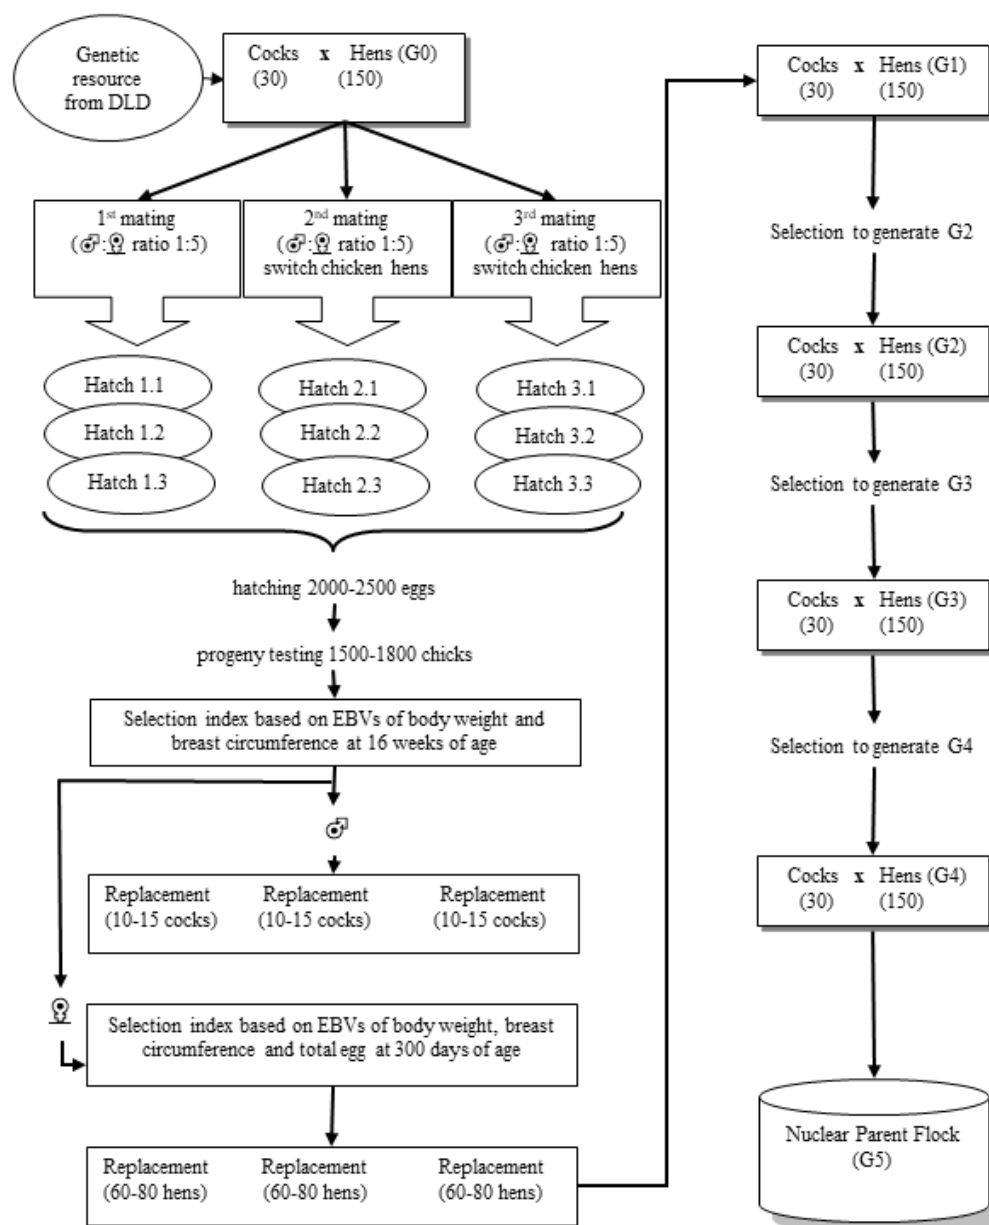 Genetic
resource
from DLD
Cocks x Hens (G0)
(30) (150)
1st mating
(♂:♀ ratio 1:5)
2nd mating
(♂:♀ ratio 1:5)
switch chicken hens
3rd mating
(♂:♀ ratio 1:5)
switch chicken hens
Hatch 1.1
Hatch 1.2
Hatch 1.3
Hatch 2.1
Hatch 2.2
Hatch 2.3
Hatch 3.1
Hatch 3.2
Hatch 3.3
hatching 2000-2500 eggs
progeny testing 1500-1800 chicks
Selection index based on EBVs of body weight and
breast circumference at 16 weeks of age
♂
Replacement Replacement Replacement
(10-15 cocks) (10-15 cocks) (10-15 cocks)
♀
Selection index based on EBVs of body weight, breast
circumference and total egg at 300 days of age
Replacement Replacement Replacement
(60-80 hens) (60-80 hens) (60-80 hens)
Cocks x Hens (G1)
(30) (150)
Selection to generate G2
Cocks x Hens (G2)
(30) (150)
Selection to generate G3
Cocks x Hens (G3)
(30) (150)
Selection to generate G4
Cocks x Hens (G4)
(30) (150)
Nuclear Parent Flock
(G5)